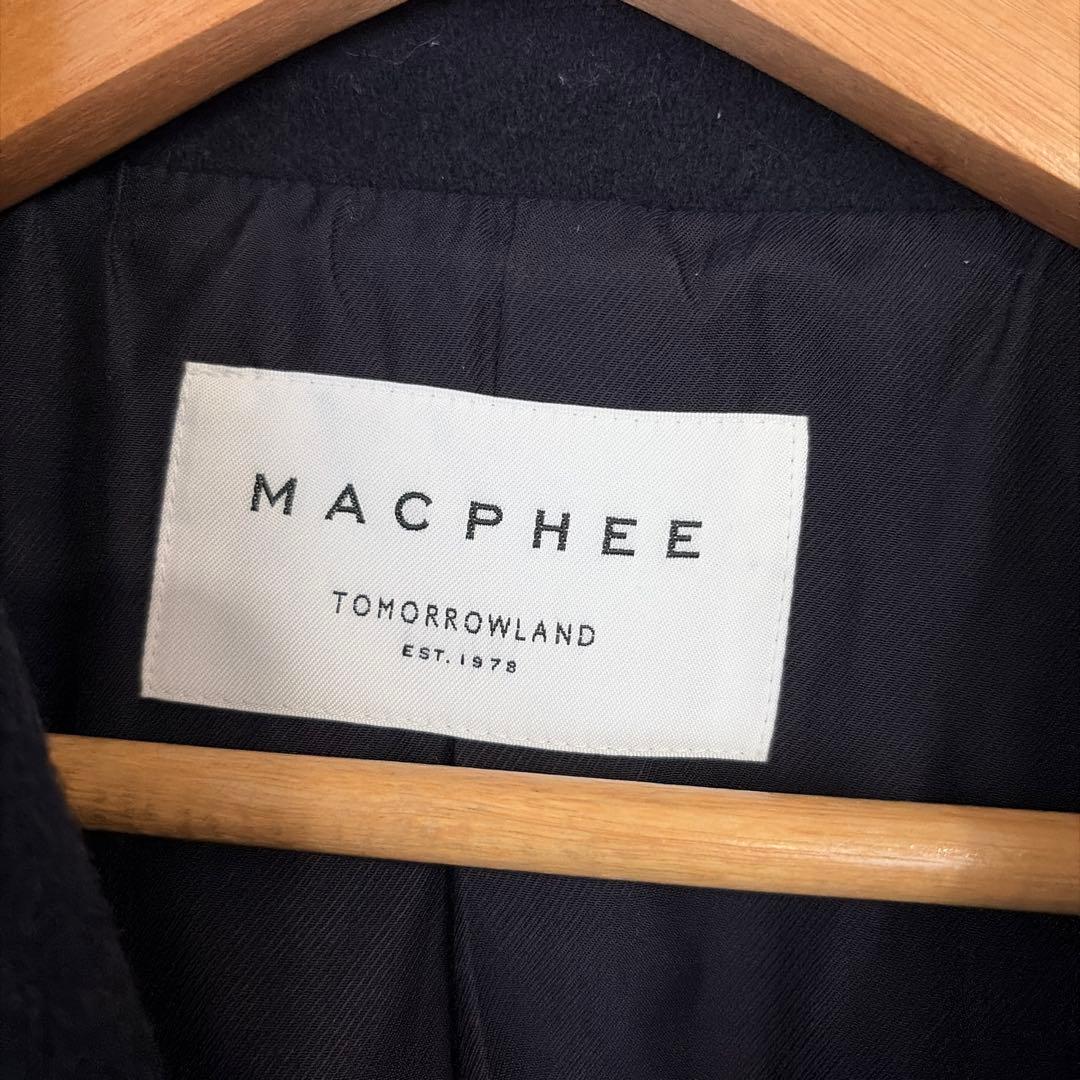 MACPHEE
TOMORROWLAND
EST. 1978